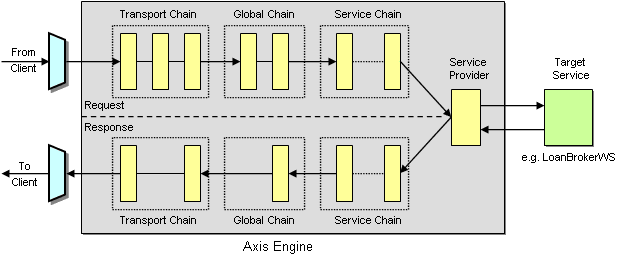 Transport Chain
Global Chain
Service Chain
From
Client
Service
Provider
Target
Service
Request
Response
e.g. LoanBrokerWS
To
Client
Transport Chain
Global Chain
Service Chain
Axis Engine